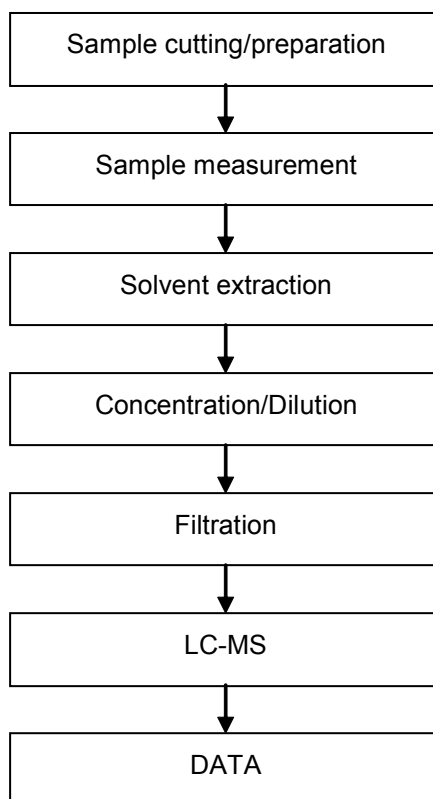 Sample cutting/preparation
Sample measurement
Solvent extraction
Concentration/Dilution
Filtration
LC-MS
DATA